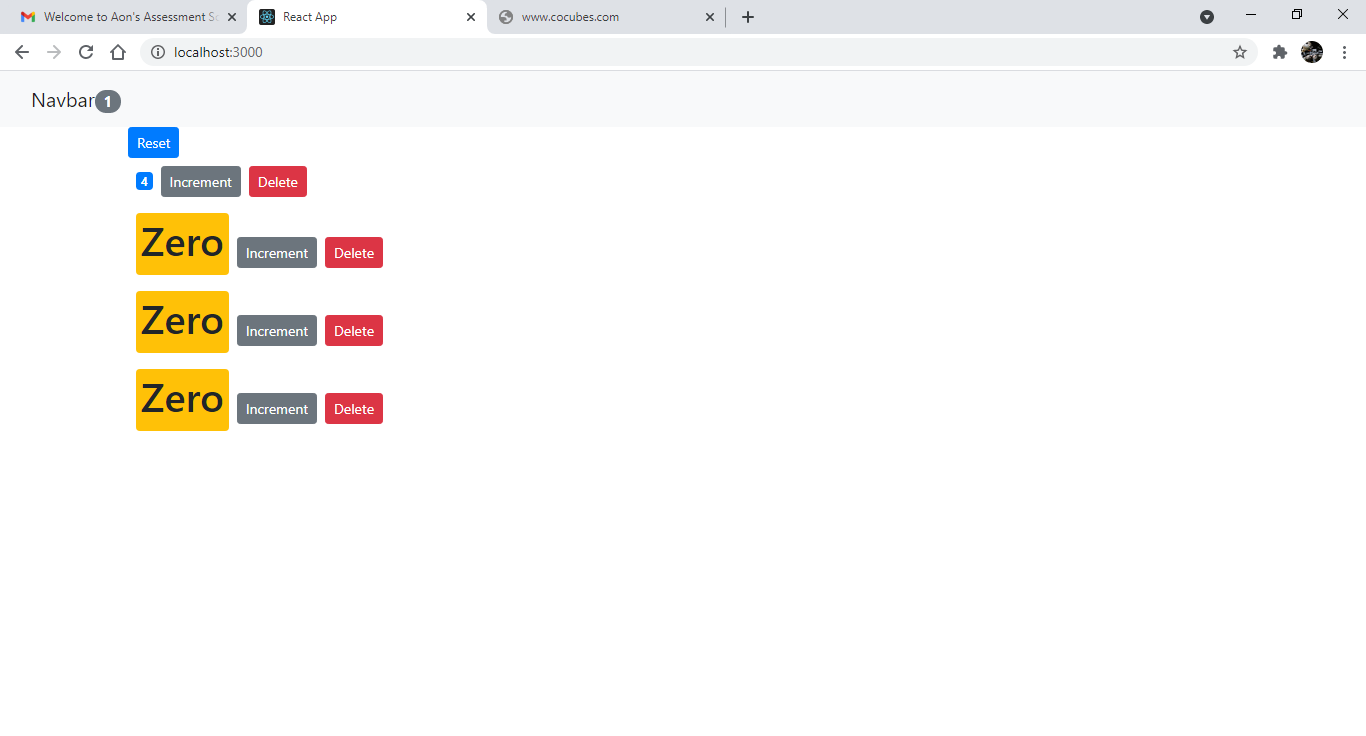 Welcome to Aon's Assessment So
React App
www.cocubes.com
localhost:3000
Navbar 1
Reset
4 Increment Delete
Zero Increment Delete
Zero Increment Delete
Zero Increment Delete